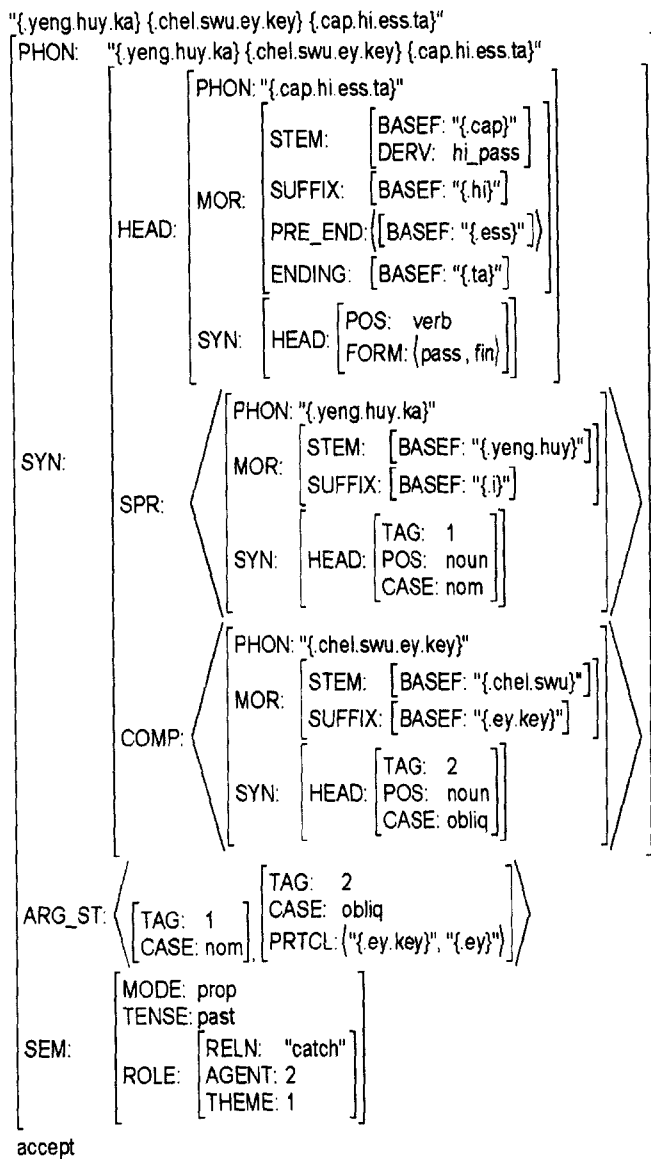 "{.yeng.huy.ka} {.chel.swu.ey.key} {.cap.hi.ess.ta}"
PHON: "{.yeng.huy.ka} {.chel.swu.ey.key} {.cap.hi.ess.ta}"
PHON: "{.cap.hi.ess.ta}"
STEM: [BASEF: "{.cap}"
DERV: hi_pass]
MOR: SUFFIX: [BASEF: "{.hi}"]
HEAD: PRE_END:⟨[BASEF: "{.ess}"]⟩
ENDING: [BASEF: "{.ta}"]
SYN: [HEAD: [POS: verb
FORM: ⟨pass, fin⟩]]
PHON: "{.yeng.huy.ka}"
SYN: MOR: [STEM: [BASEF: "{.yeng.huy}"]
SUFFIX: [BASEF: "{.i}"]]
SPR:
SYN: [HEAD: [TAG: 1
POS: noun
CASE: nom]]
PHON: "{.chel.swu.ey.key}"
MOR: [STEM: [BASEF: "{.chel.swu}"]
SUFFIX: [BASEF: "{.ey.key}"]]
COMP:
SYN: [HEAD: [TAG: 2
POS: noun
CASE: obliq]]
ARG_ST: ⟨[TAG: 1
CASE: nom], [TAG: 2
CASE: obliq
PRTCL: ⟨"{.ey.key}", "{.ey}"⟩]⟩
MODE: prop
TENSE: past
SEM: ROLE: [RELN: "catch"
AGENT: 2
THEME: 1]
accept